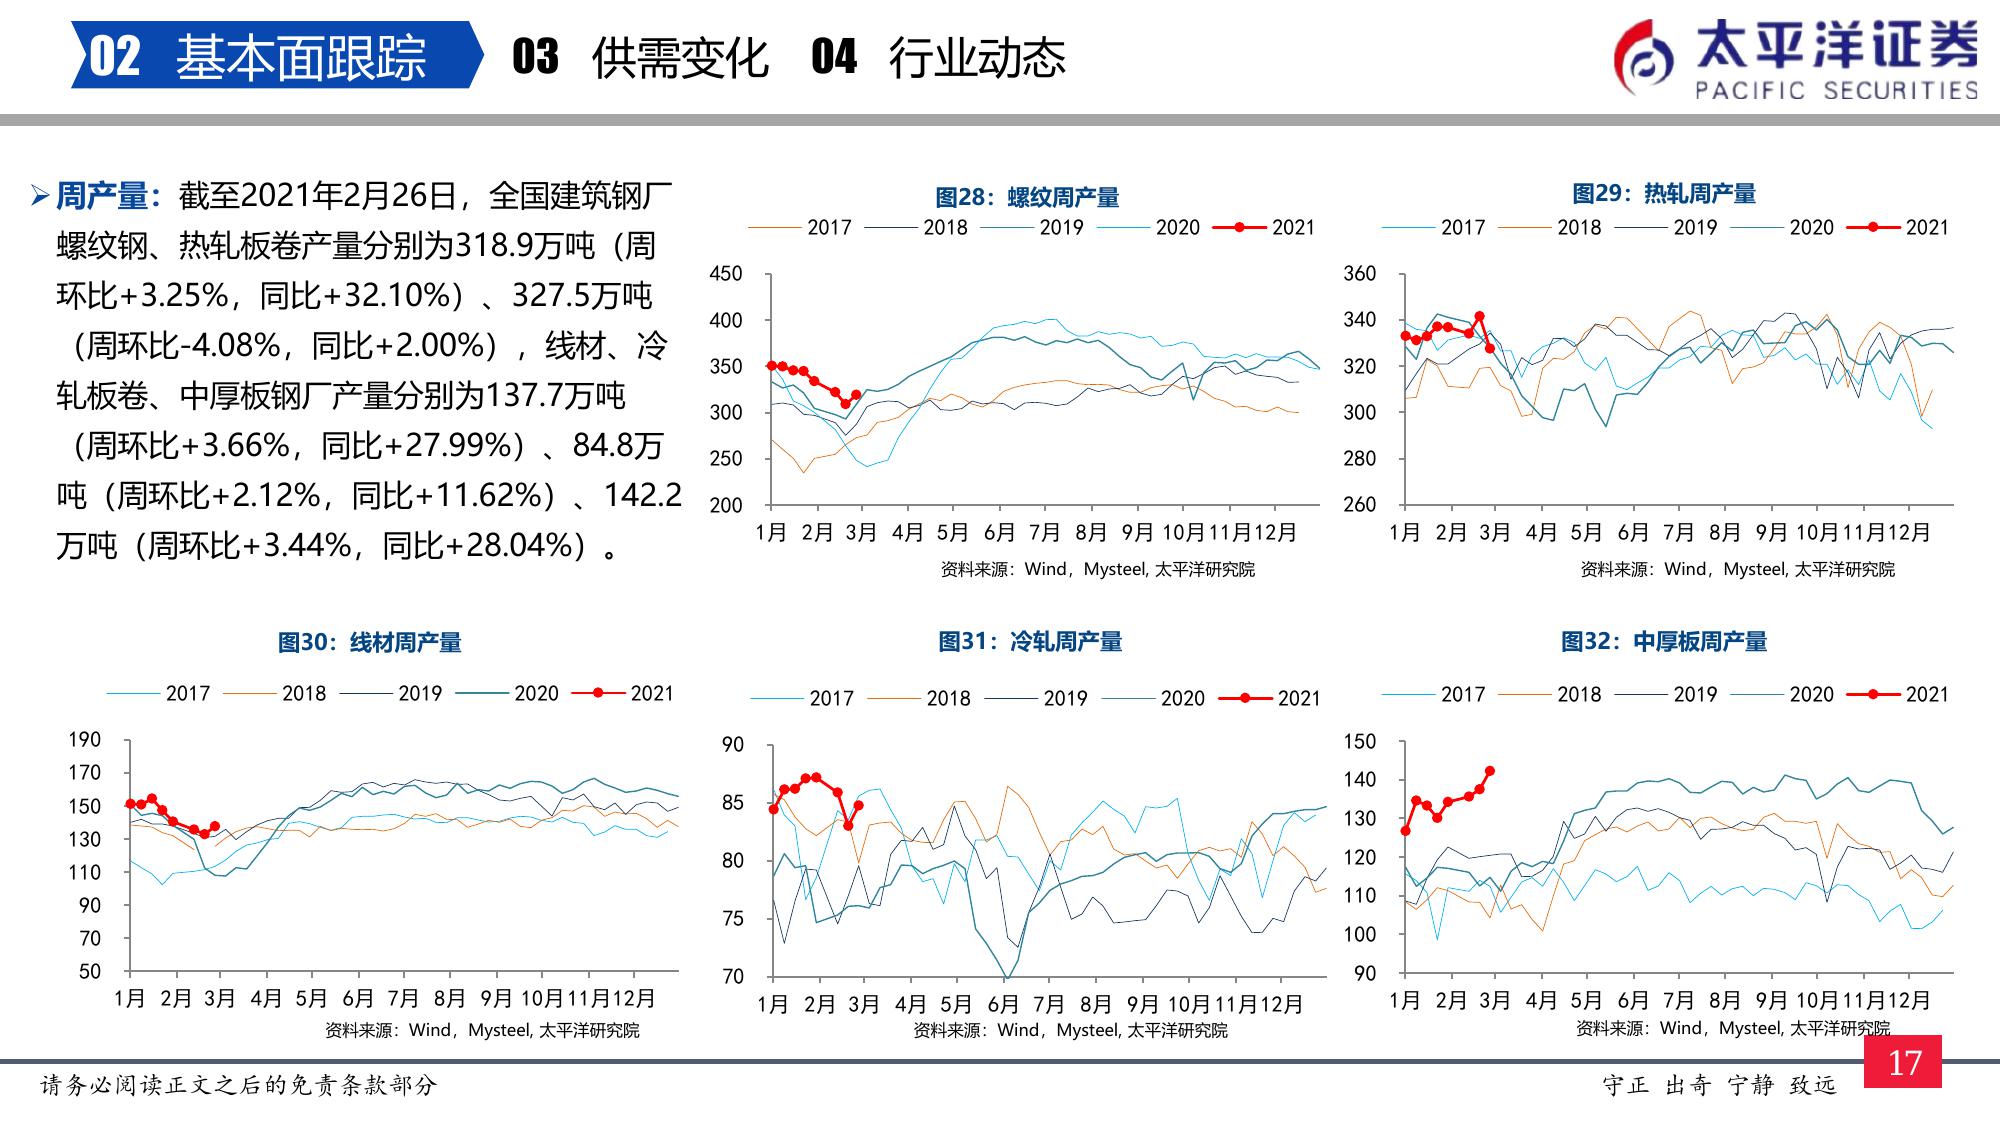 02 基本面跟踪 03 供需变化 04 行业动态
太平洋证券
PACIFIC SECURITIES
周产量：截至2021年2月26日，全国建筑钢厂
螺纹钢、热轧板卷产量分别为318.9万吨（周
环比+3.25%，同比+32.10%）、327.5万吨
（周环比-4.08%，同比+2.00%），线材、冷
轧板卷、中厚板钢厂产量分别为137.7万吨
（周环比+3.66%，同比+27.99%）、84.8万
吨（周环比+2.12%，同比+11.62%）、142.2
万吨（周环比+3.44%，同比+28.04%）。
图28：螺纹周产量
2017 2018 2019 2020 2021
450
400
350
300
250
200
1月 2月 3月 4月 5月 6月 7月 8月 9月 10月 11月 12月
资料来源：Wind，Mysteel, 太平洋研究院
图29：热轧周产量
2017 2018 2019 2020 2021
360
340
320
300
280
260
1月 2月 3月 4月 5月 6月 7月 8月 9月 10月 11月 12月
资料来源：Wind，Mysteel, 太平洋研究院
图30：线材周产量
2017 2018 2019 2020 2021
190
170
150
130
110
90
70
50
1月 2月 3月 4月 5月 6月 7月 8月 9月 10月 11月 12月
资料来源：Wind，Mysteel, 太平洋研究院
图31：冷轧周产量
2017 2018 2019 2020 2021
90
85
80
75
70
1月 2月 3月 4月 5月 6月 7月 8月 9月 10月 11月 12月
资料来源：Wind，Mysteel, 太平洋研究院
图32：中厚板周产量
2017 2018 2019 2020 2021
150
140
130
120
110
100
90
1月 2月 3月 4月 5月 6月 7月 8月 9月 10月 11月 12月
资料来源：Wind，Mysteel, 太平洋研究院
17
请务必阅读正文之后的免责条款部分
守正 出奇 宁静 致远